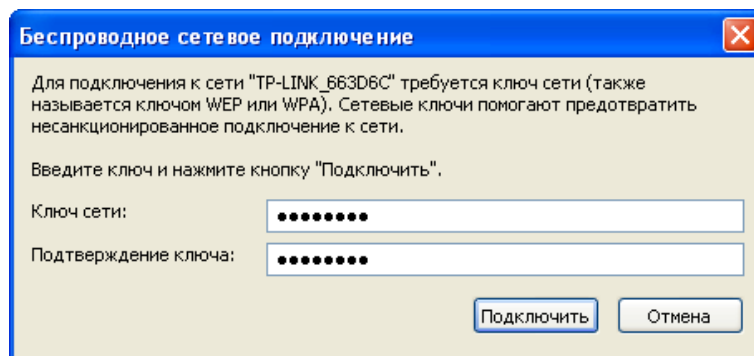 Беспроводное сетевое подключение
Для подключения к сети "TP-LINK_663D6C" требуется ключ сети (также
называется ключом WEP или WPA). Сетевые ключи помогают предотвратить
несанкционированное подключение к сети.
Введите ключ и нажмите кнопку "Подключить".
Ключ сети: ●●●●●●●●
Подтверждение ключа: ●●●●●●●●
Подключить Отмена